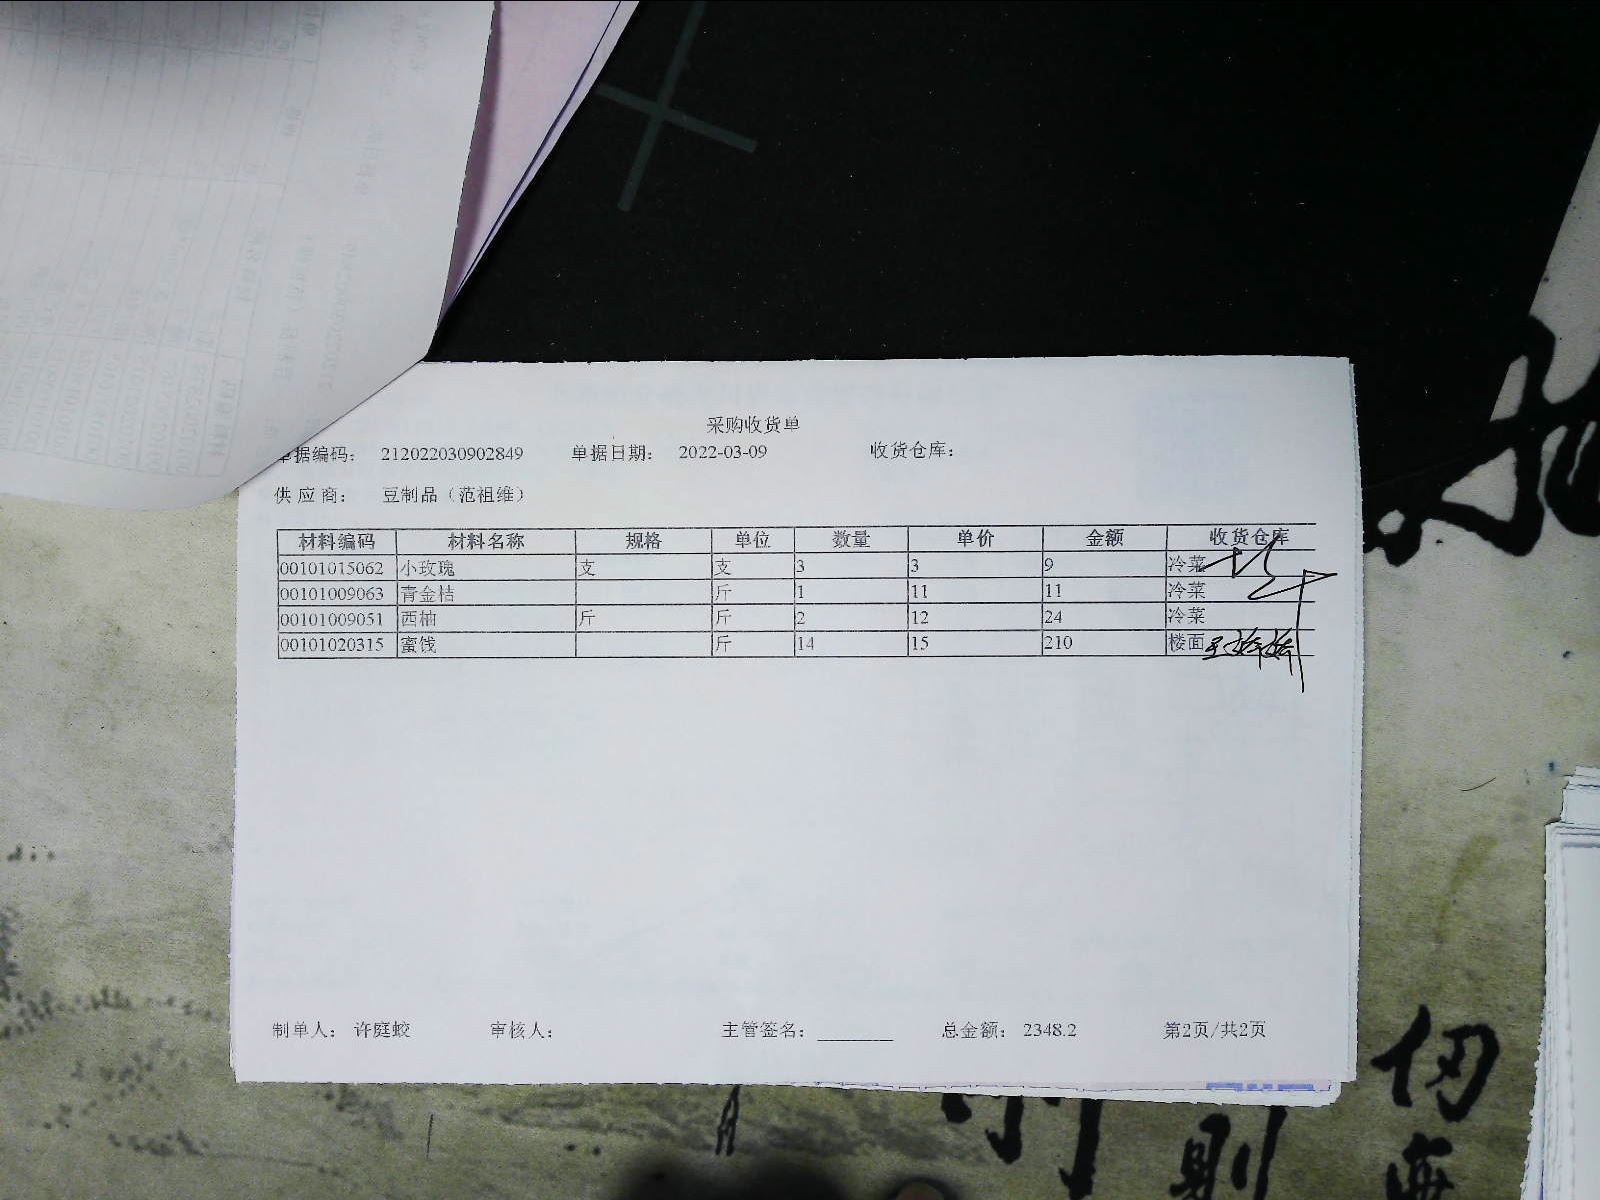 采购收货单
单据编码： 212022030902849 单据日期： 2022-03-09 收货仓库：
供 应 商： 豆制品（范祖维）
材料编码 材料名称 规格 单位 数量 单价 金额 收货仓库
00101015062 小玫瑰 支 支 3 3 9 冷菜
00101009063 青金桔 斤 1 11 11 冷菜
00101009051 西柚 斤 斤 2 12 24 冷菜
00101020315 蜜饯 斤 14 15 210 楼面
制单人： 许庭蛟 审核人： 主管签名： 总金额： 2348.2 第2页/共2页